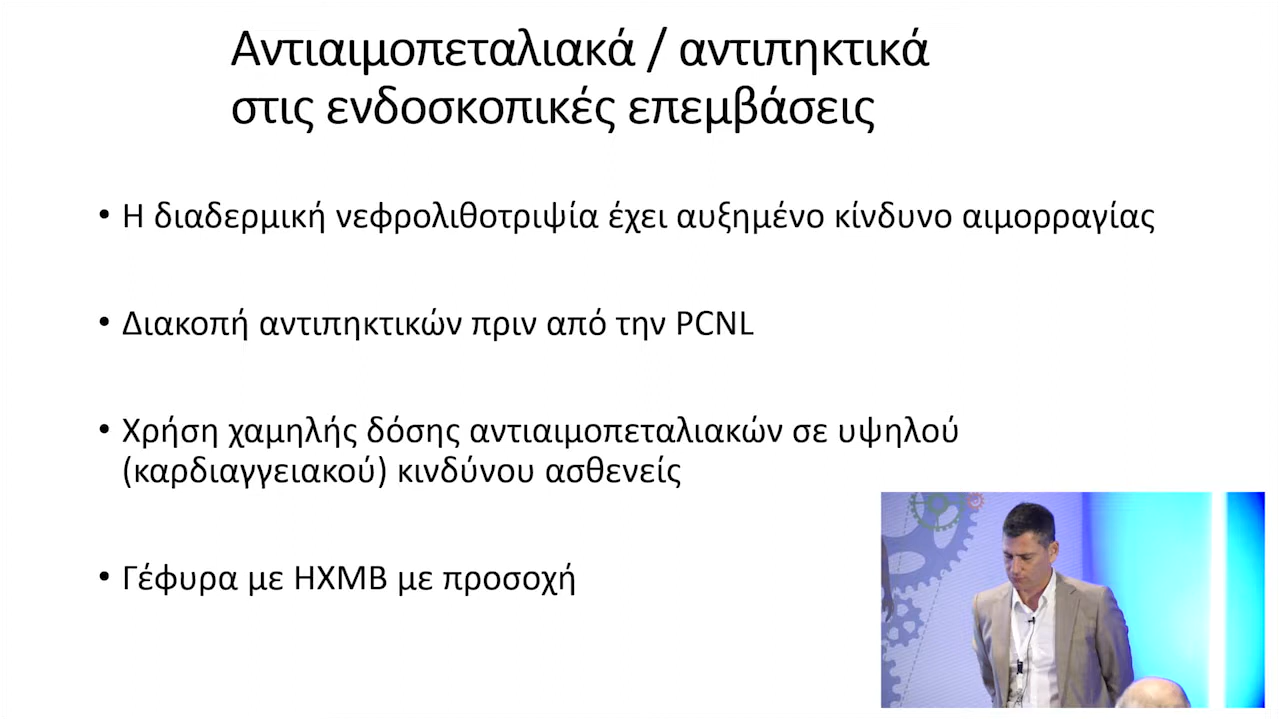 Αντιαιμοπεταλιακά / αντιπηκτικά
στις ενδοσκοπικές επεμβάσεις
• Η διαδερμική νεφρολιθοτριψία έχει αυξημένο κίνδυνο αιμορραγίας
• Διακοπή αντιπηκτικών πριν από την PCNL
• Χρήση χαμηλής δόσης αντιαιμοπεταλιακών σε υψηλού
(καρδιαγγειακού) κινδύνου ασθενείς
• Γέφυρα με ΗΧΜΒ με προσοχή